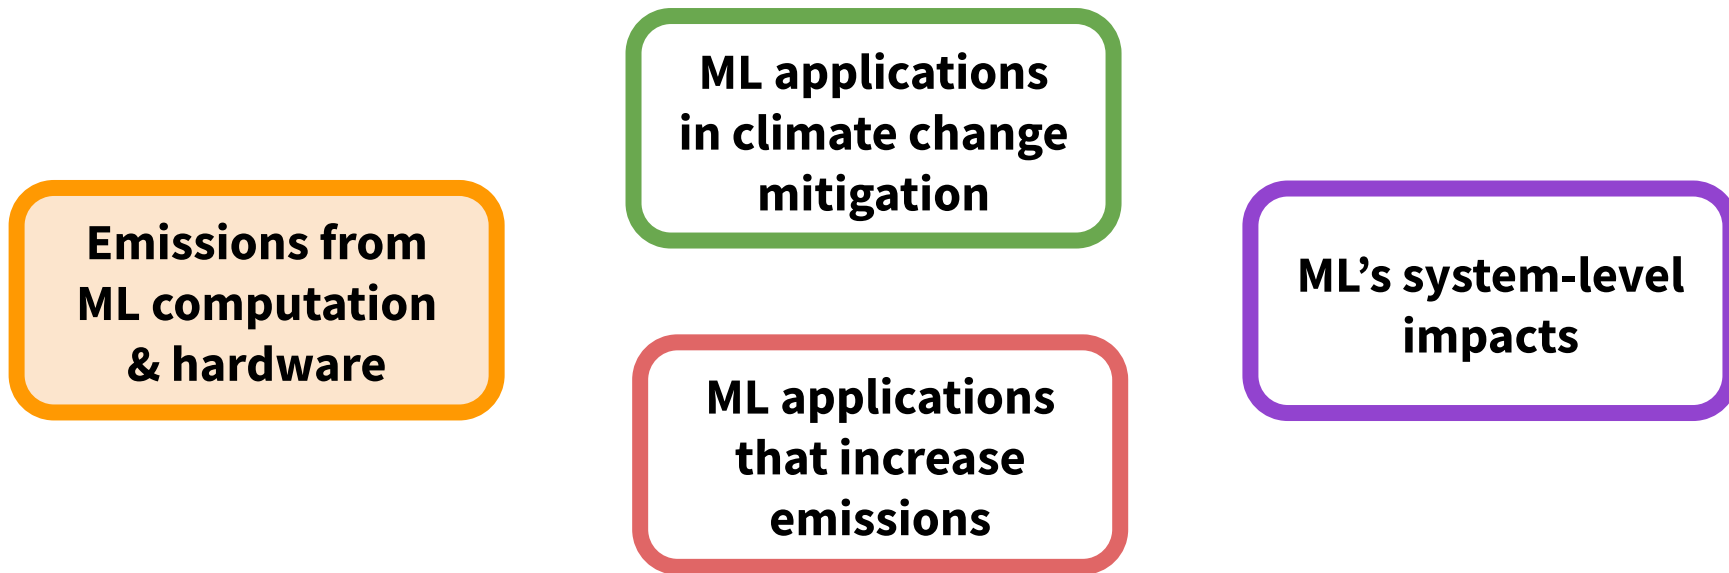 Emissions from
ML computation
& hardware
ML applications
in climate change
mitigation
ML applications
that increase
emissions
ML’s system-level
impacts